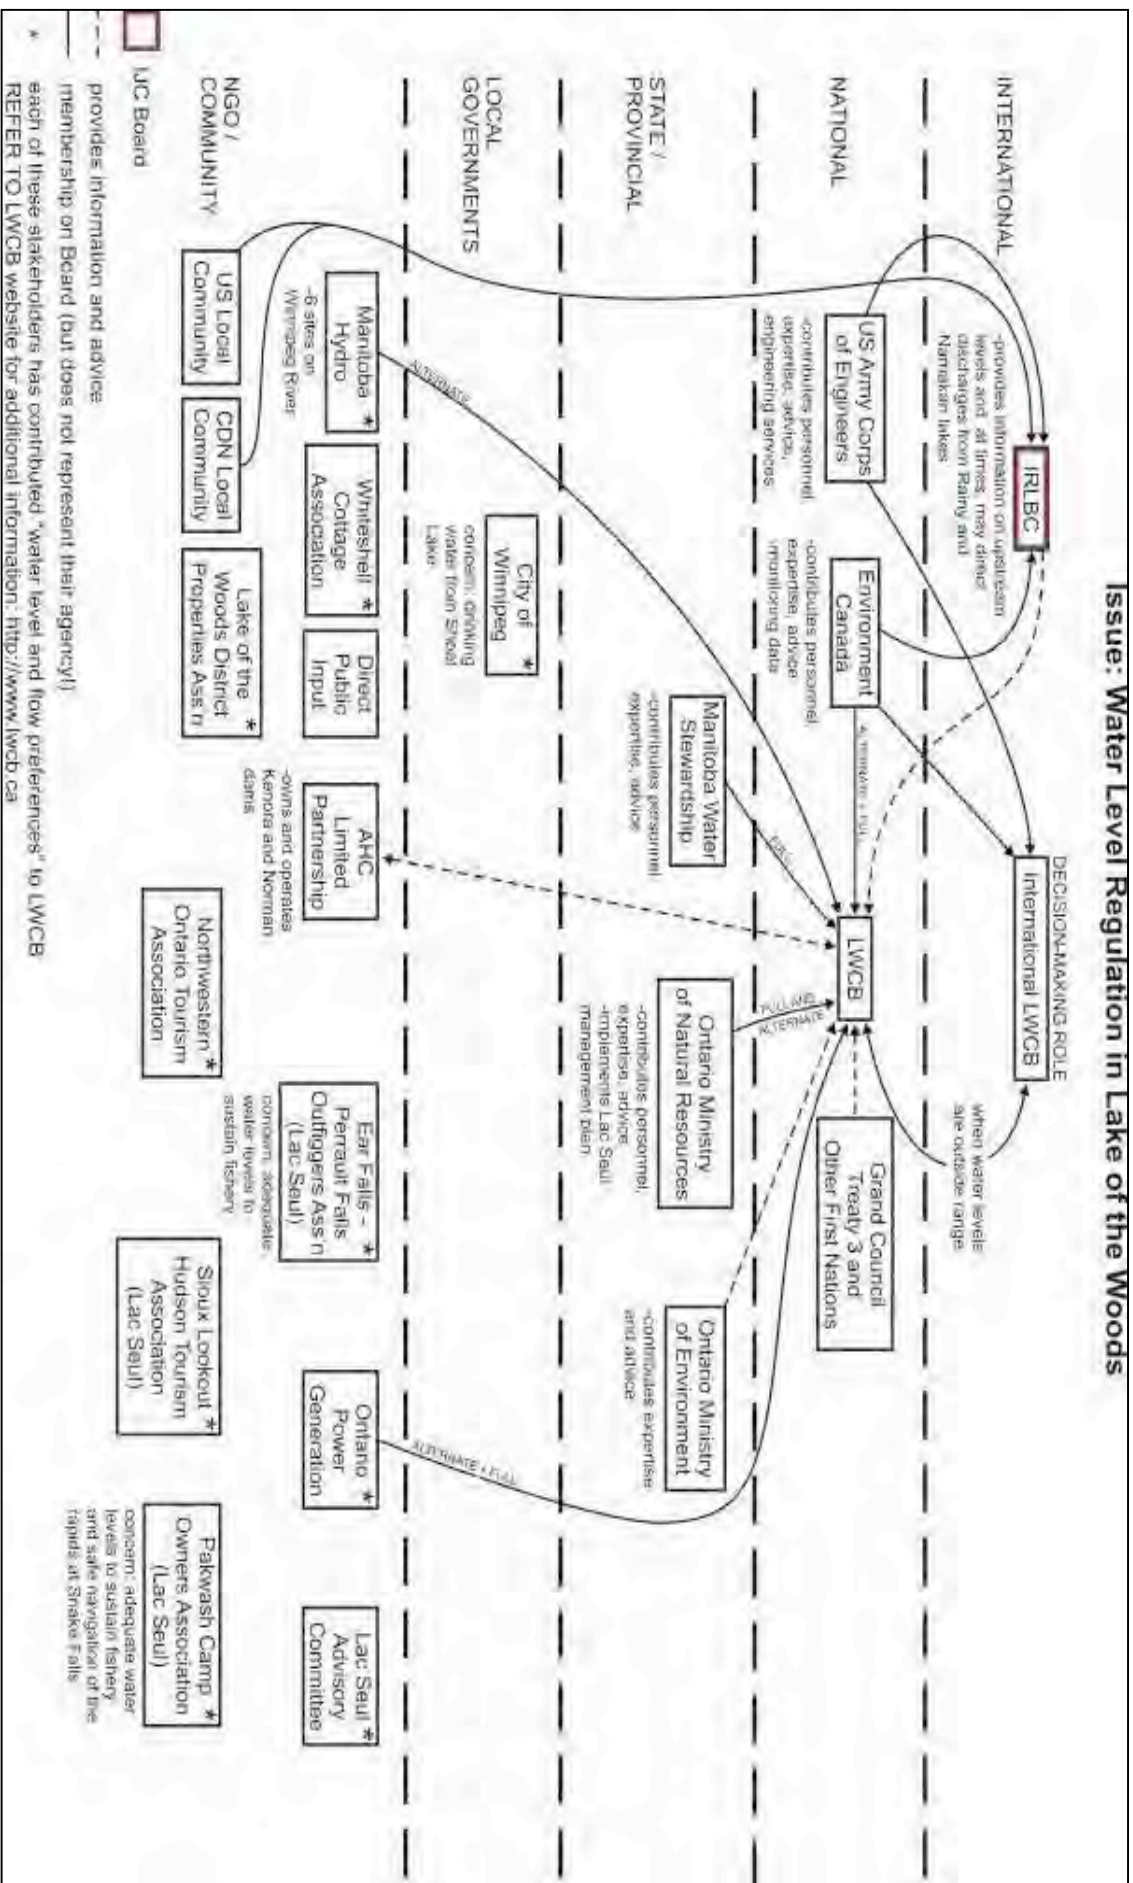 Issue: Water Level Regulation in Lake of the Woods
INTERNATIONAL
IRLBC
-provides information on upstream
levels and at times, may direct
discharges from Rainy and
Namakan lakes
DECISION-MAKING ROLE
International LWCB
when water levels
are outside range
NATIONAL
US Army Corps
of Engineers
-contributes personnel,
expertise, advice,
engineering services
Environment
Canada
-contributes personnel,
expertise, advice
-monitoring data
ALTERNATE + FULL
LWCB
Grand Council
Treaty 3 and
Other First Nations
STATE /
PROVINCIAL
Manitoba Water
Stewardship
-contributes personnel
expertise, advice
FULL
Ontario Ministry
of Natural Resources
-contributes personnel,
expertise, advice
-implements Lac Seul
management plan
FULL AND
ALTERNATE
Ontario Ministry
of Environment
-contributes expertise
and advice
LOCAL
GOVERNMENTS
City of
Winnipeg *
concern: drinking
water from Shoal
Lake
ALTERNATE
ALTERNATE + FULL
NGO /
COMMUNITY
Manitoba *
Hydro
-6 sites on
Winnipeg River
Whiteshell *
Cottage
Association
Direct
Public
Input
AHC
Limited
Partnership
-owns and operates
Kenora and Norman
dams
Ear Falls - *
Perrault Falls
Outfiggers Ass'n
(Lac Seul)
concern: adequate
water levels to
sustain fishery
Ontano *
Power
Generation
Lac Seul *
Advisory
Committee
US Local
Community
CDN Local
Community
Lake of the *
Woods District
Properties Ass'n
Northwestern *
Ontario Tourism
Association
Sioux Lookout *
Hudson Tourism
Association
(Lac Seul)
Pakwash Camp *
Owners Association
(Lac Seul)
concern: adequate water
levels to sustain fishery
and safe navigation of the
rapids at Snake Falls
IJC Board
provides information and advice
membership on Board (but does not represent their agency!)
* each of these stakeholders has contributed "water level and flow preferences" to LWCB
REFER TO LWCB website for additional information: http://www.lwcb.ca